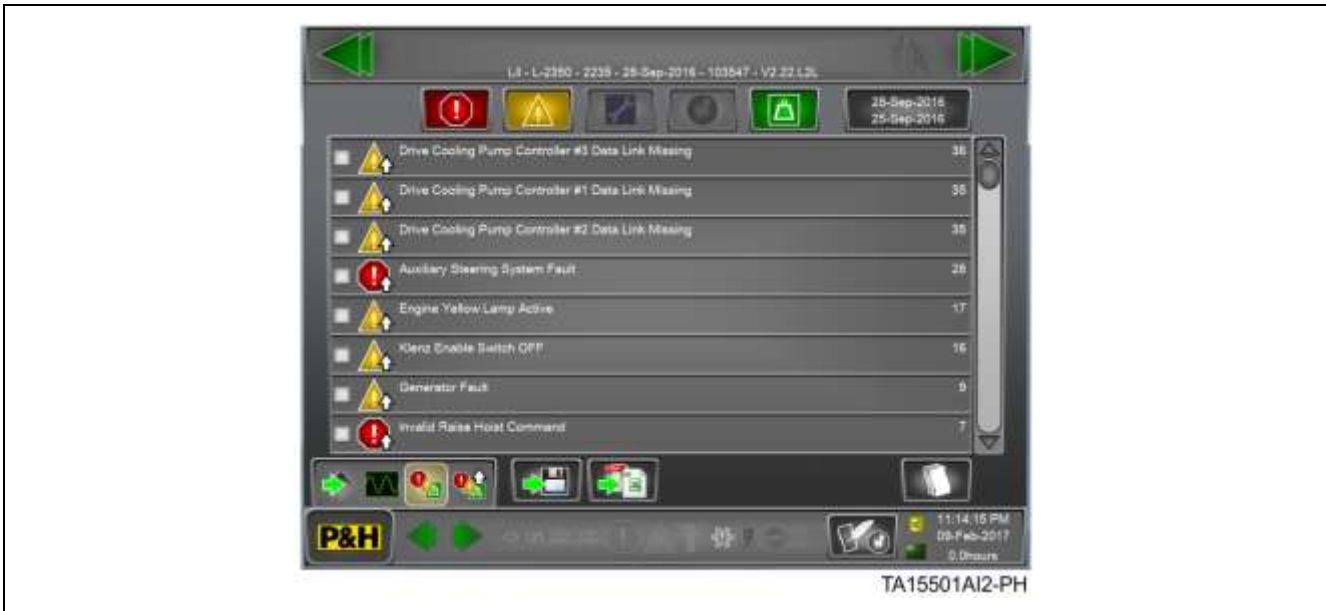 L/I - L-2350 - 2235 - 28-Sep-2016 - 103547 - V2.22.L2L
28-Sep-2016
25-Sep-2016
Drive Cooling Pump Controller #3 Data Link Missing 36
Drive Cooling Pump Controller #1 Data Link Missing 35
Drive Cooling Pump Controller #2 Data Link Missing 35
Auxiliary Steering System Fault 28
Engine Yellow Lamp Active 17
Klenz Enable Switch OFF 16
Generator Fault 9
Invalid Raise Hoist Command 7
P&H
11:14:15 PM
09-Feb-2017
0.0hours
TA15501AI2-PH